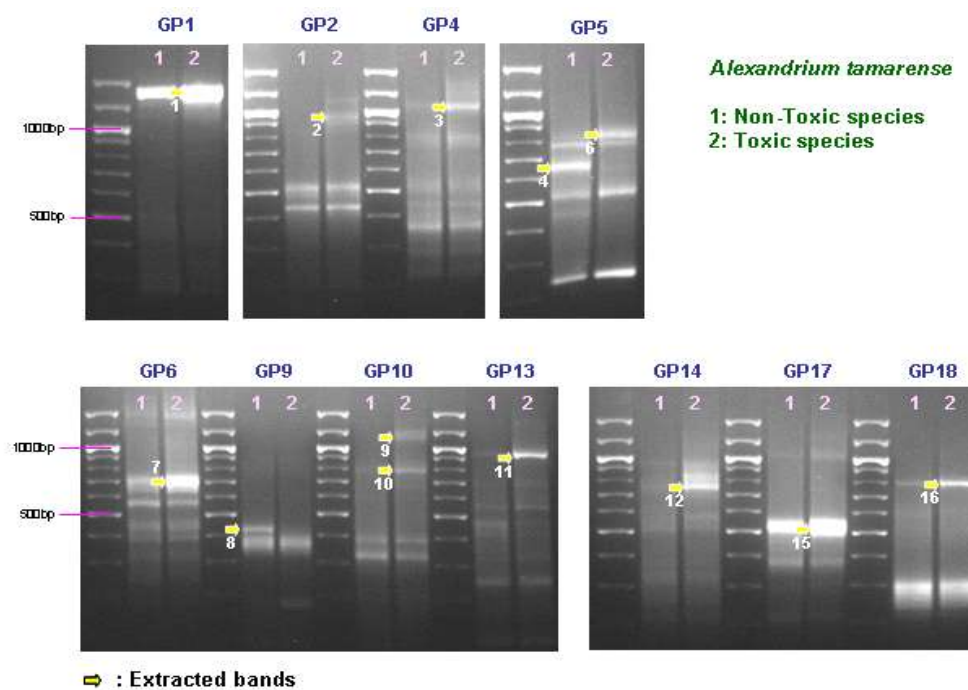 GP1 GP2 GP4 GP5
1 2 1 2 1 2 1 2
Alexandrium tamarense
1: Non-Toxic species
2: Toxic species
1000bp
500bp
1
2
3
4
6
GP6 GP9 GP10 GP13 GP14 GP17 GP18
1 2 1 2 1 2 1 2 1 2 1 2 1 2
1000bp
500bp
7
8
9
10
11
12
15
16
: Extracted bands